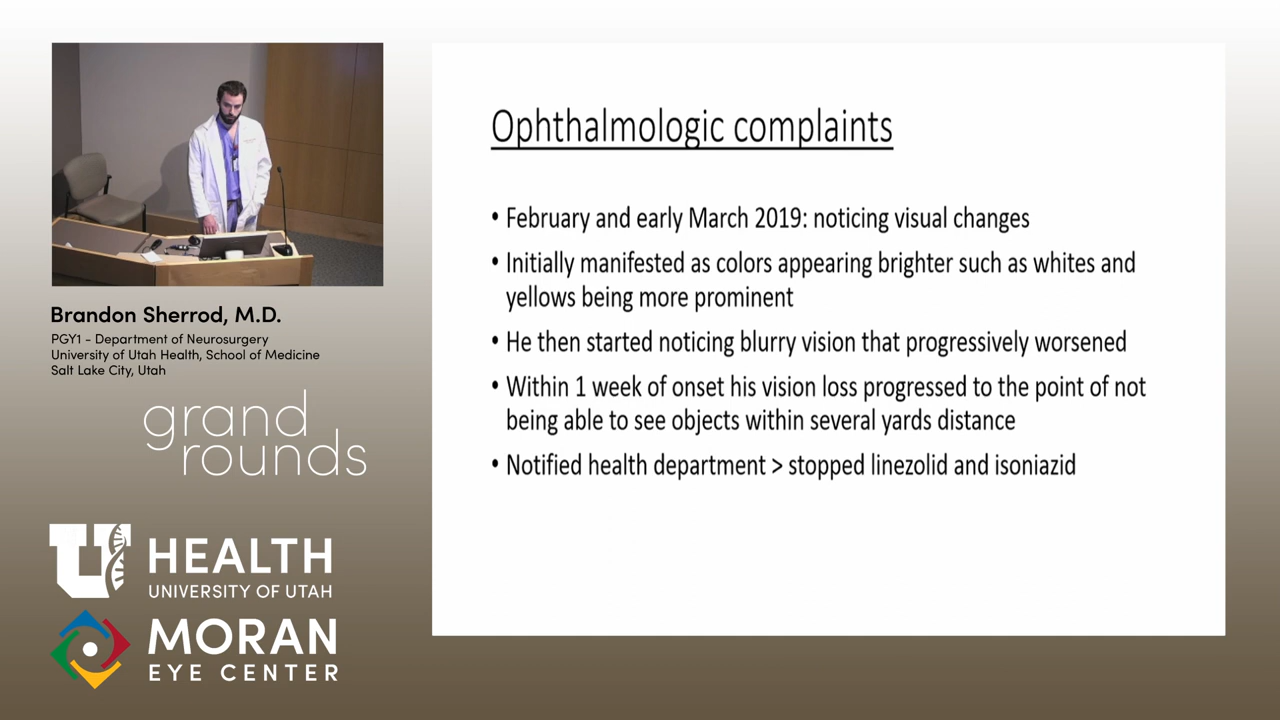 Brandon Sherrod, M.D.
PGY1 - Department of Neurosurgery
University of Utah Health, School of Medicine
Salt Lake City, Utah
grand
rounds
U HEALTH
UNIVERSITY OF UTAH
MORAN
EYE CENTER
Ophthalmologic complaints
• February and early March 2019: noticing visual changes
• Initially manifested as colors appearing brighter such as whites and
yellows being more prominent
• He then started noticing blurry vision that progressively worsened
• Within 1 week of onset his vision loss progressed to the point of not
being able to see objects within several yards distance
• Notified health department > stopped linezolid and isoniazid